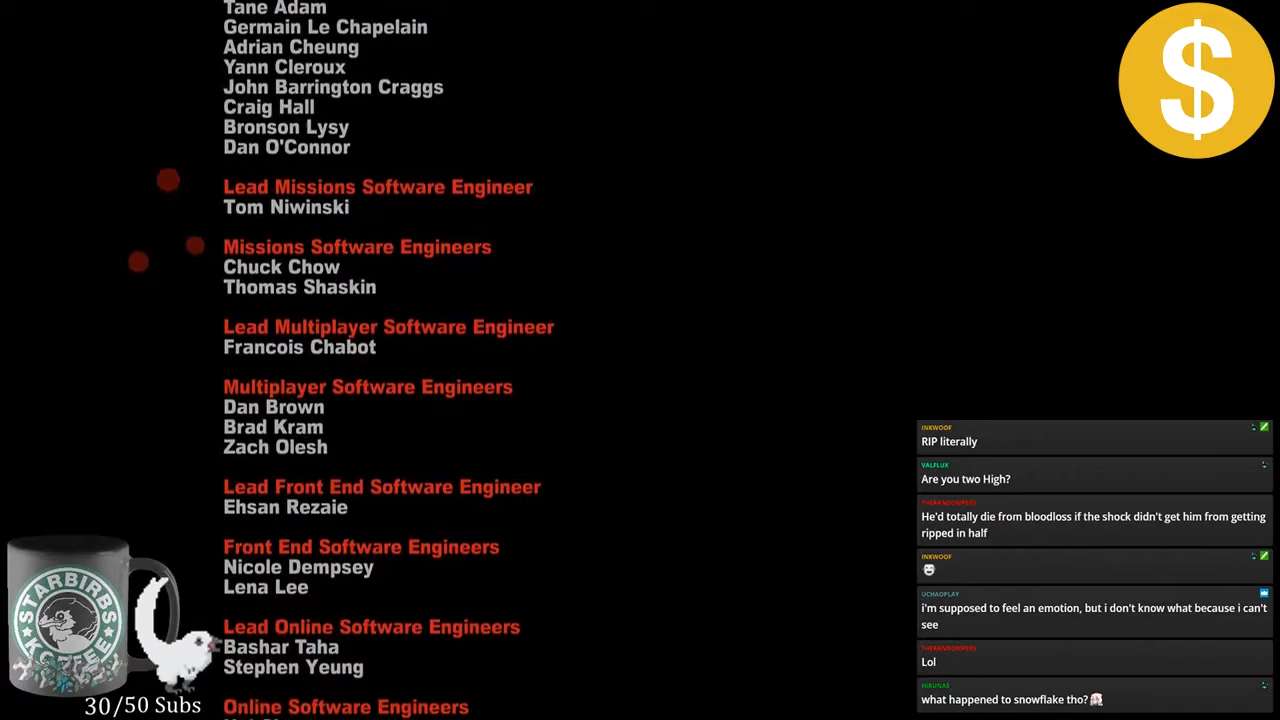 Tane Adam
Germain Le Chapelain
Adrian Cheung
Yann Cleroux
John Barrington Craggs
Craig Hall
Bronson Lysy
Dan O'Connor
Lead Missions Software Engineer
Tom Niwinski
Missions Software Engineers
Chuck Chow
Thomas Shaskin
Lead Multiplayer Software Engineer
Francois Chabot
Multiplayer Software Engineers
Dan Brown
Brad Kram
Zach Olesh
Lead Front End Software Engineer
Ehsan Rezaie
Front End Software Engineers
Nicole Dempsey
Lena Lee
Lead Online Software Engineers
Bashar Taha
Stephen Yeung
Online Software Engineers
$
INKWOOF
RIP literally
VALFLUX
Are you two High?
He'd totally die from bloodloss if the shock didn't get him from getting
ripped in half
INKWOOF
UCHAOPLAY
i'm supposed to feel an emotion, but i don't know what because i can't
see
Lol
what happened to snowflake tho?
STARBIRBS
KOFFEE
30/50 Subs